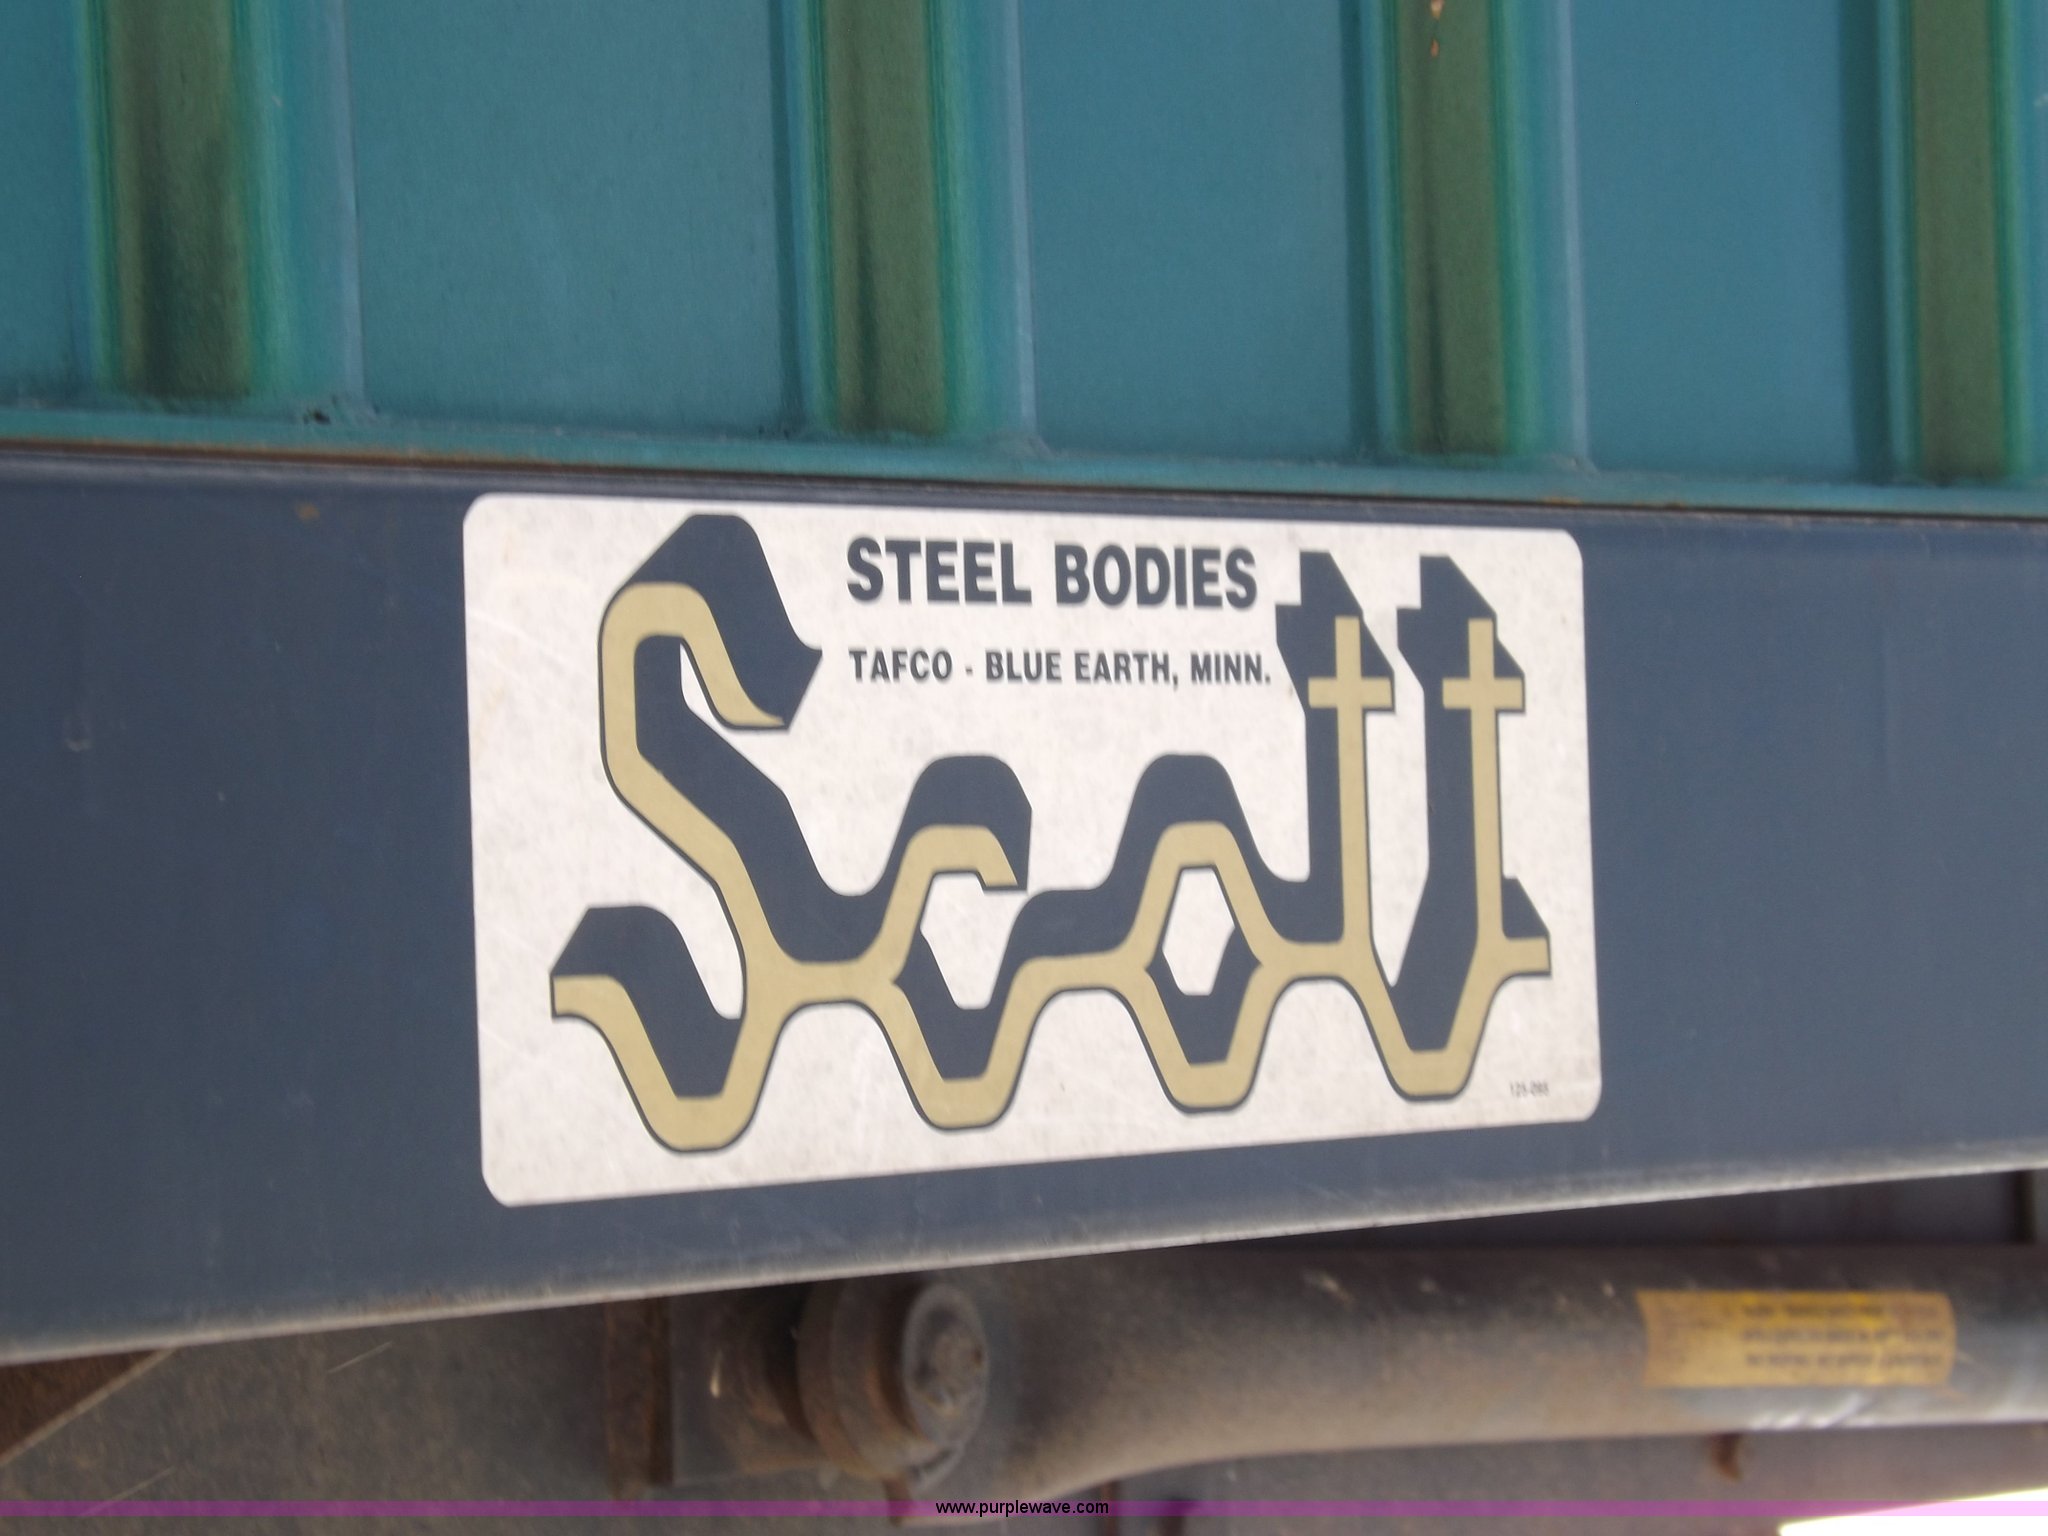 STEEL BODIES
TAFCO - BLUE EARTH, MINN.
Scott
www.purplewave.com